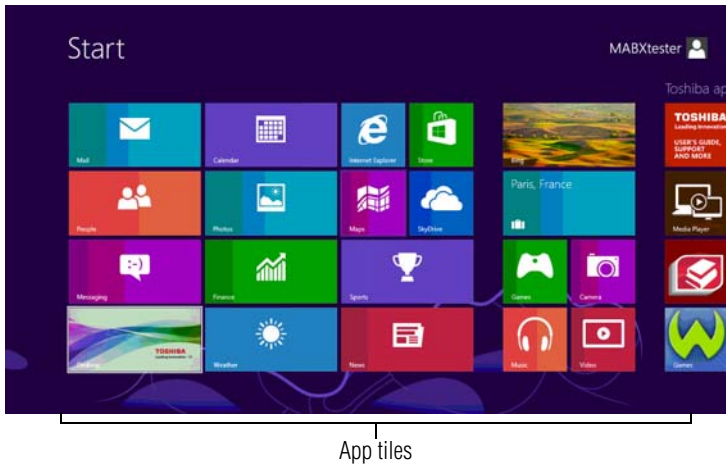 Start
MABXtester
Toshiba ap
Mail
Calendar
Internet Explorer
Store
Bing
TOSHIBA
Leading Innovation
USER'S GUIDE,
SUPPORT
AND MORE
People
Photos
Maps
SkyDrive
Paris, France
Media Player
Messaging
Finance
Sports
Games
Camera
TOSHIBA
Leading Innovation
Desktop
Weather
News
Music
Video
Games
App tiles